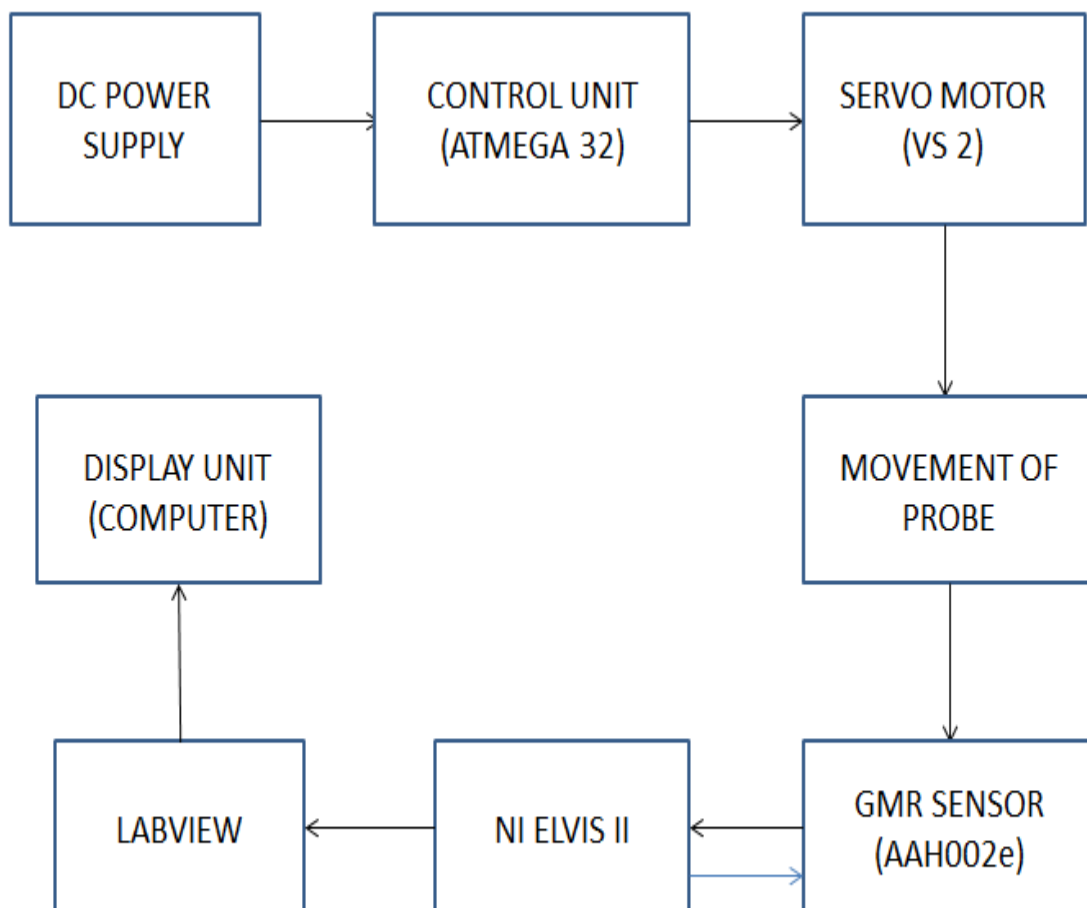 DC POWER
SUPPLY
CONTROL UNIT
(ATMEGA 32)
SERVO MOTOR
(VS 2)
DISPLAY UNIT
(COMPUTER)
MOVEMENT OF
PROBE
LABVIEW
NI ELVIS II
GMR SENSOR
(AAH002e)